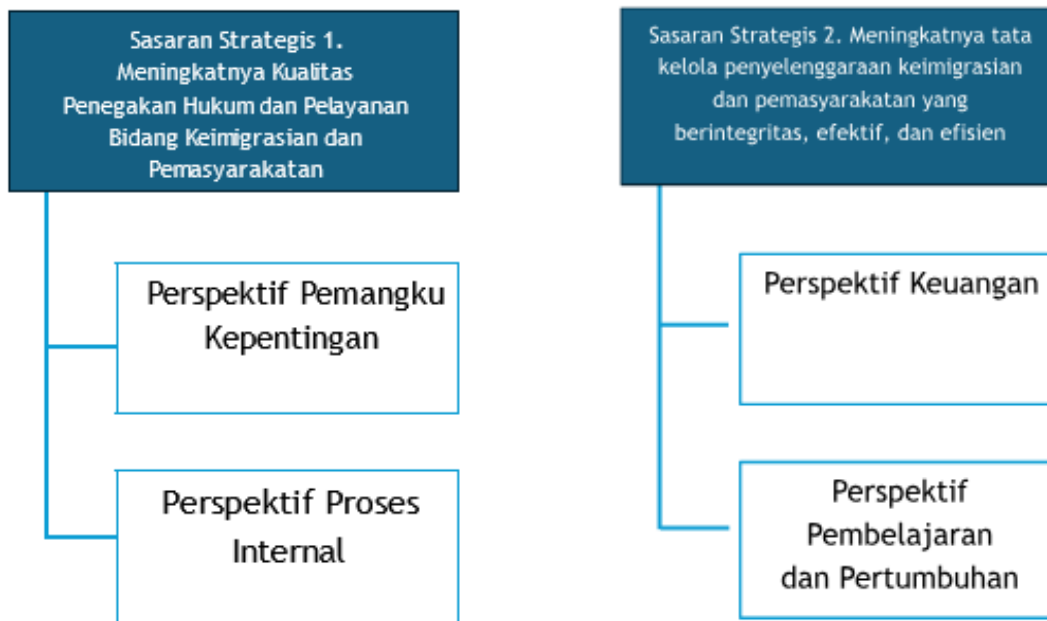 Sasaran Strategis 1.
Meningkatnya Kualitas
Penegakan Hukum dan Pelayanan
Bidang Keimigrasian dan
Pemasyarakatan
Perspektif Pemangku
Kepentingan
Perspektif Proses
Internal
Sasaran Strategis 2. Meningkatnya tata
kelola penyelenggaraan keimigrasian
dan pemasyarakatan yang
berintegritas, efektif, dan efisien
Perspektif Keuangan
Perspektif
Pembelajaran
dan Pertumbuhan